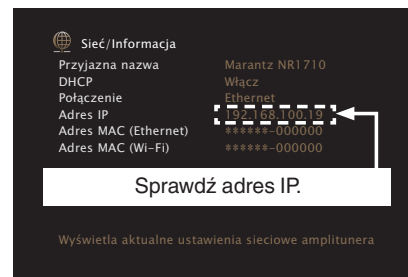 Sieć/Informacja
Przyjazna nazwa Marantz NR1710
DHCP Włącz
Połączenie Ethernet
Adres IP 192.168.100.19
Adres MAC (Ethernet) ******-000000
Adres MAC (Wi-Fi) ******-000000
Sprawdź adres IP.
Wyświetla aktualne ustawienia sieciowe amplitunera